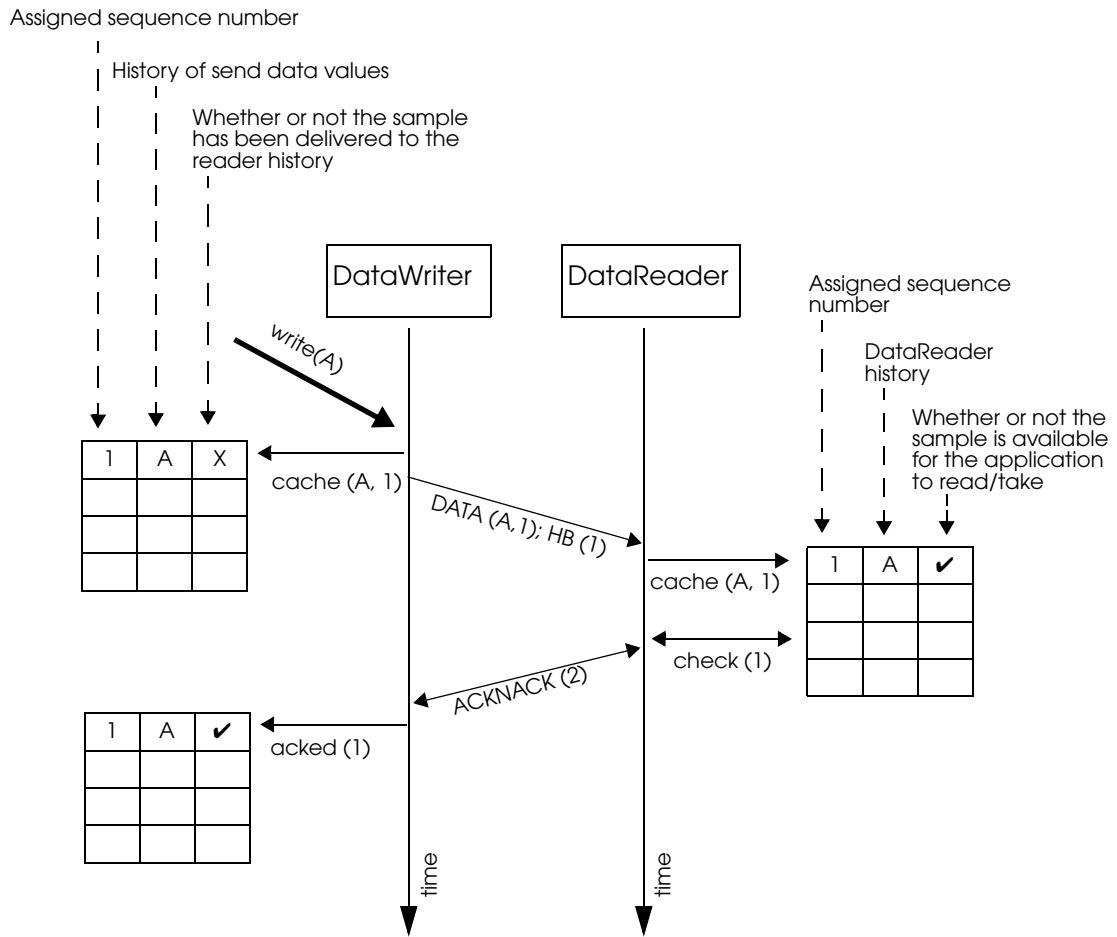 Assigned sequence number
History of send data values
Whether or not the sample
has been delivered to the
reader history
DataWriter
DataReader
Assigned sequence
number
DataReader
history
Whether or not the
sample is available
for the application
to read/take
write(A)
1 A X
cache (A, 1)
DATA (A,1); HB (1)
cache (A, 1)
1 A ✔
check (1)
ACKNACK (2)
1 A ✔
acked (1)
time
time